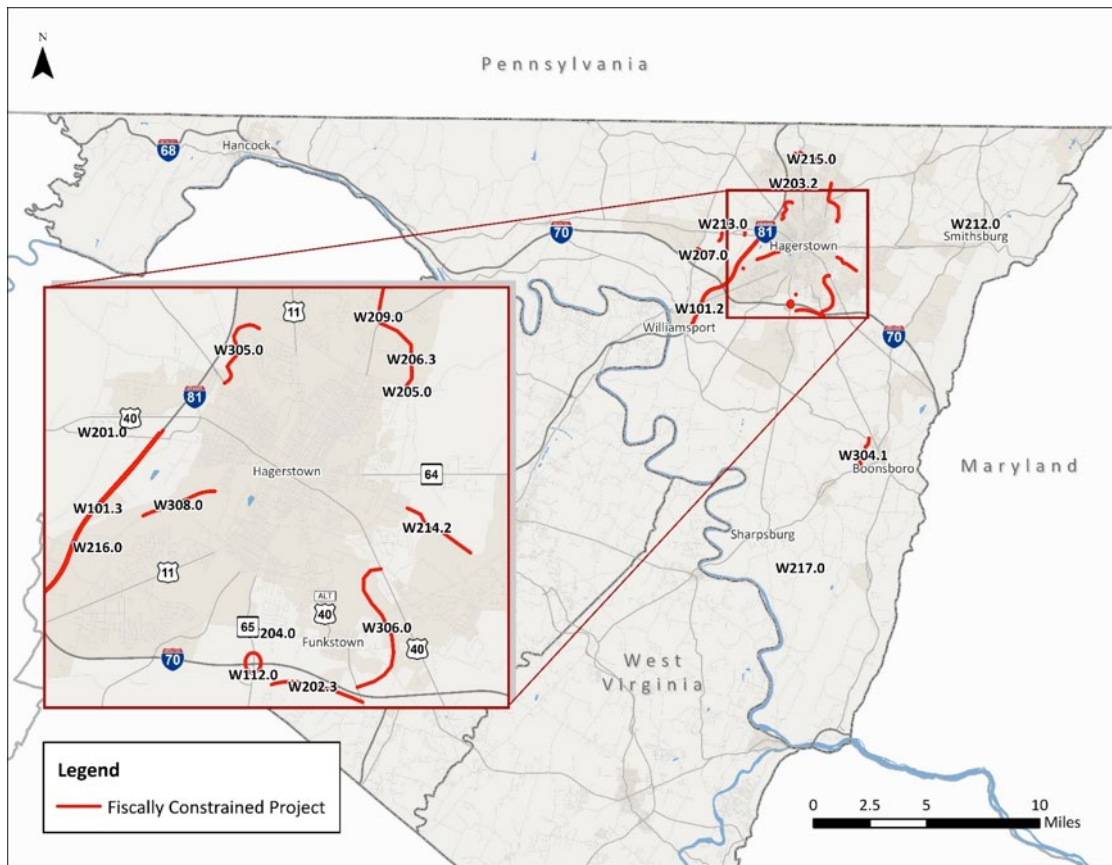 N
Pennsylvania
68
Hancock
W215.0
W203.2
W213.0
81
70
W212.0
Smithsburg
Hagerstown
W207.0
W101.2
Williamsport
70
11
W209.0
W305.0
W206.3
W205.0
81
40
W201.0
Hagerstown
64
W304.1
Boonsboro
Maryland
W308.0
W101.3
W214.2
W216.0
Sharpsburg
W217.0
11
ALT
40
65
204.0
Funkstown
W306.0
40
70
W112.0
W202.3
West
Virginia
Legend
Fiscally Constrained Project
0 2.5 5 10
Miles